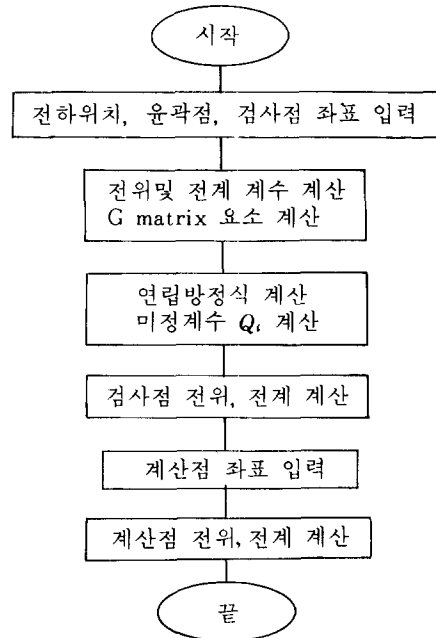 시작
전하위치, 윤곽점, 검사점 좌표 입력
전위및 전계 계수 계산
G matrix 요소 계산
연립방정식 계산
미정계수 Qᵢ 계산
검사점 전위, 전계 계산
계산점 좌표 입력
계산점 전위, 전계 계산
끝